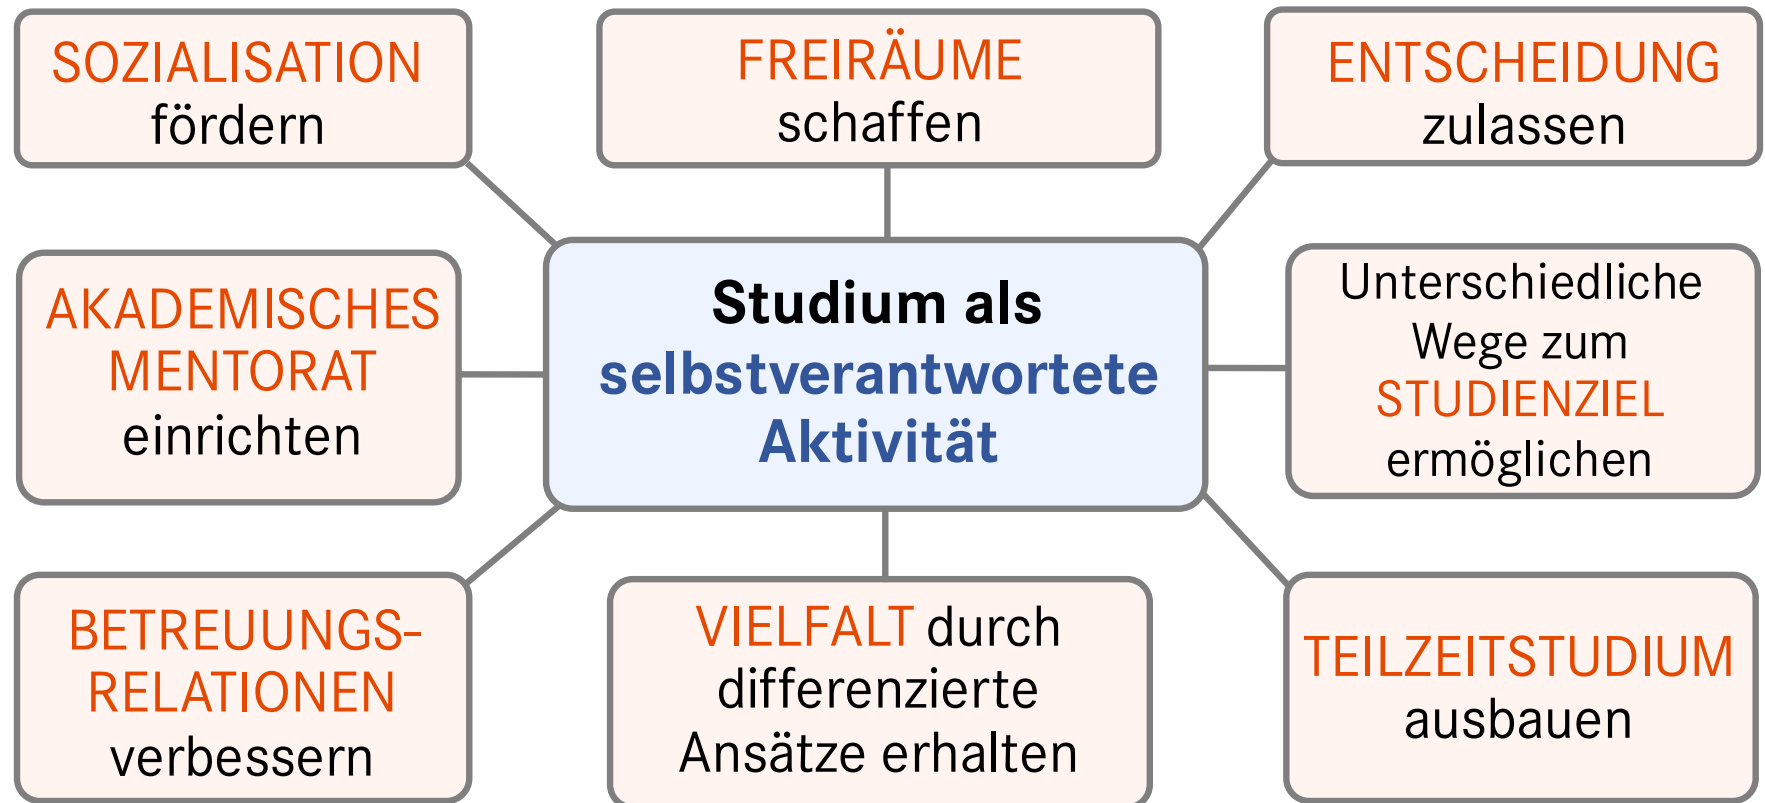 SOZIALISATION
fördern
FREIRÄUME
schaffen
ENTSCHEIDUNG
zulassen
AKADEMISCHES
MENTORAT
einrichten
Studium als
selbstverantwortete
Aktivität
Unterschiedliche
Wege zum
STUDIENZIEL
ermöglichen
BETREUUNGS-
RELATIONEN
verbessern
VIELFALT durch
differenzierte
Ansätze erhalten
TEILZEITSTUDIUM
ausbauen